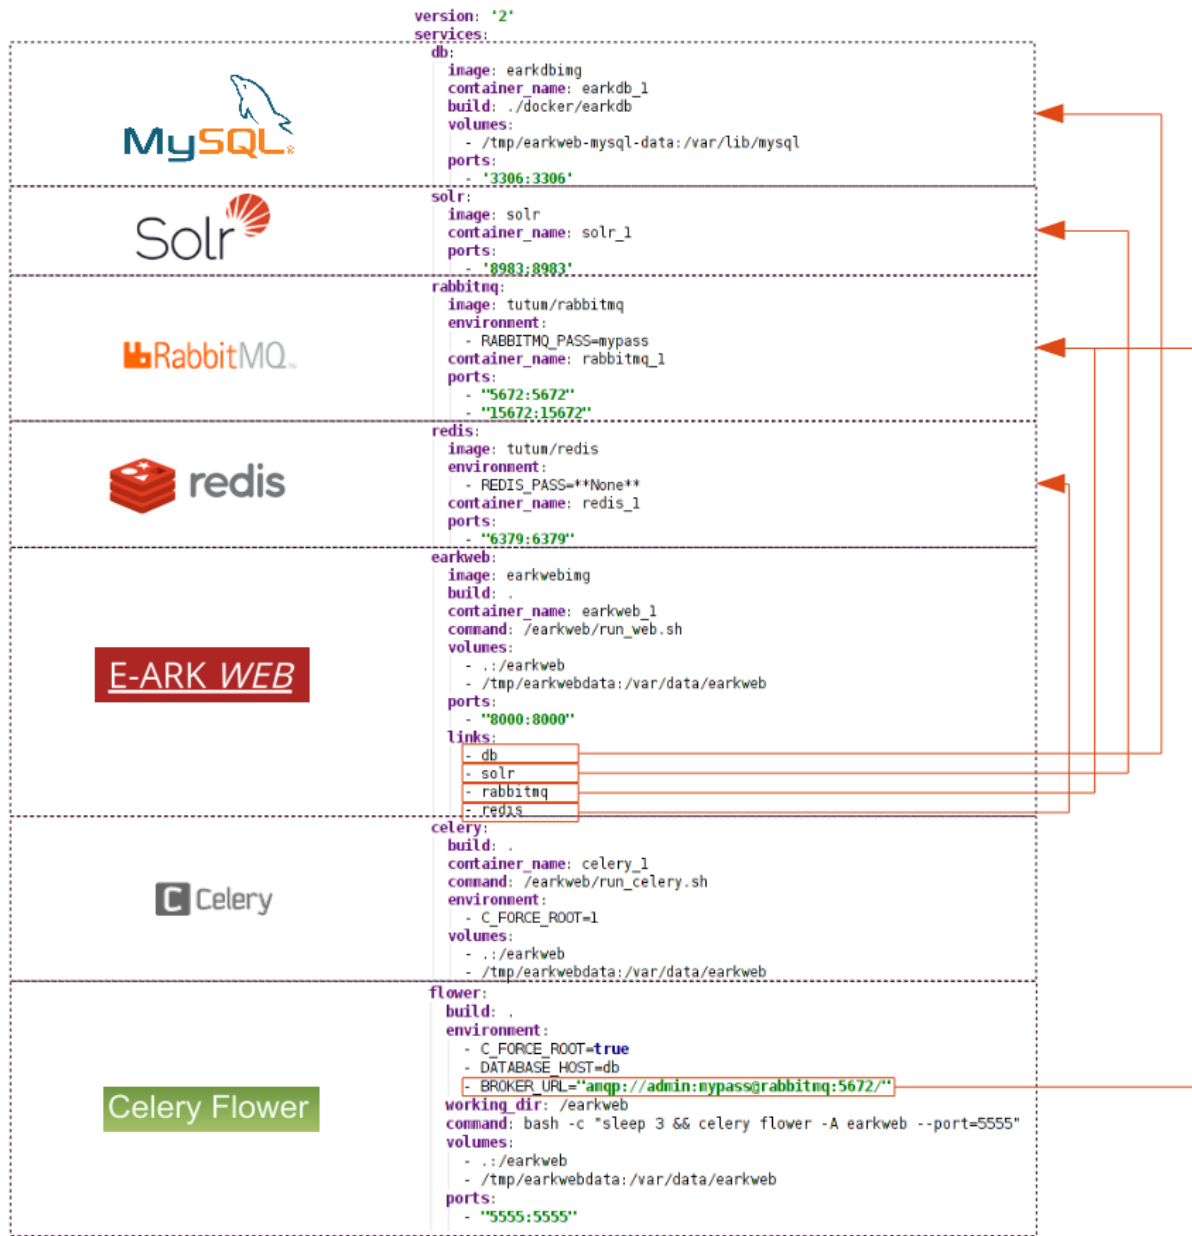 version: '2'
services:
db:
image: earkdbimg
container_name: earkdb_1
build: ./docker/earkdb
volumes:
- /tmp/earkweb-mysql-data:/var/lib/mysql
ports:
- '3306:3306'
MySQL®
solr:
image: solr
container_name: solr_1
ports:
- '8983:8983'
Solr
rabbitmq:
image: tutum/rabbitmq
environment:
- RABBITMQ_PASS=mypass
container_name: rabbitmq_1
ports:
- "5672:5672"
- "15672:15672"
RabbitMQ™
redis:
image: tutum/redis
environment:
- REDIS_PASS=**None**
container_name: redis_1
ports:
- "6379:6379"
redis
earkweb:
image: earkwebimg
build: .
container_name: earkweb_1
command: /earkweb/run_web.sh
volumes:
- .:/earkweb
- /tmp/earkwebdata:/var/data/earkweb
ports:
- "8000:8000"
links:
- db
- solr
- rabbitmq
- redis
E-ARK WEB
celery:
build: .
container_name: celery_1
command: /earkweb/run_celery.sh
environment:
- C_FORCE_ROOT=1
volumes:
- .:/earkweb
- /tmp/earkwebdata:/var/data/earkweb
C Celery
flower:
build: .
environment:
- C_FORCE_ROOT=true
- DATABASE_HOST=db
- BROKER_URL="amqp://admin:mypass@rabbitmq:5672/"
working_dir: /earkweb
command: bash -c "sleep 3 && celery flower -A earkweb --port=5555"
volumes:
- .:/earkweb
- /tmp/earkwebdata:/var/data/earkweb
ports:
- "5555:5555"
Celery Flower